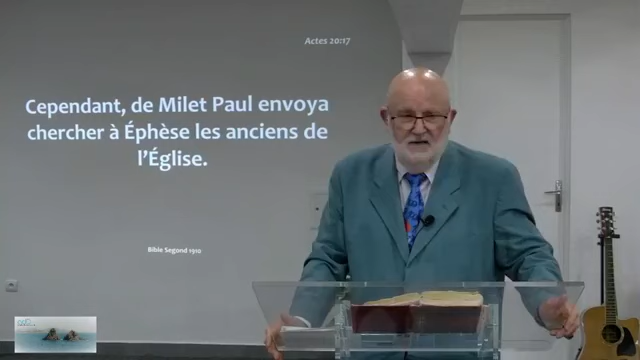 Actes 20:17
Cependant, de Milet Paul envoya
chercher à Éphèse les anciens de
l'Église.
Bible Segond 1910